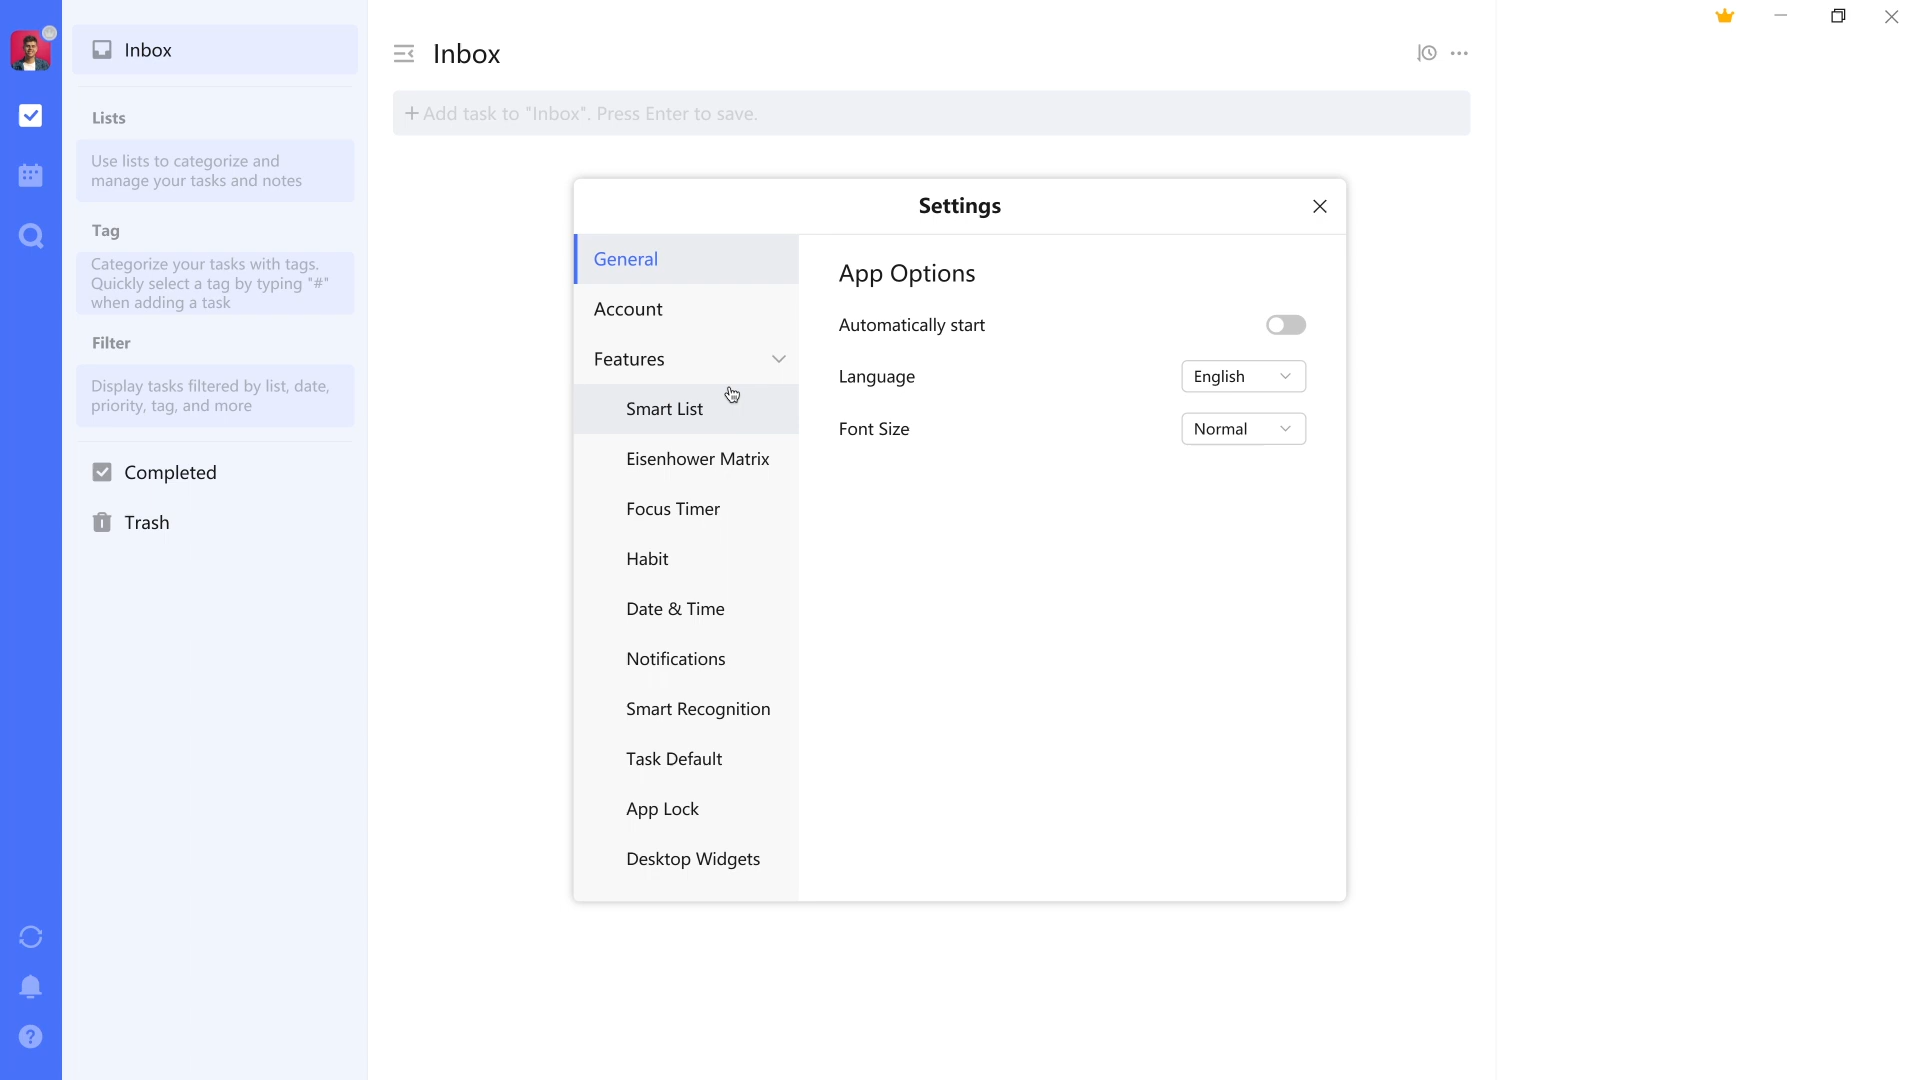 Inbox
Lists
Use lists to categorize and
manage your tasks and notes
Tag
Categorize your tasks with tags.
Quickly select a tag by typing "#"
when adding a task
Filter
Display tasks filtered by list, date,
priority, tag, and more
Completed
Trash
Inbox
+ Add task to "Inbox". Press Enter to save.
Settings
General
Account
Features
Smart List
Eisenhower Matrix
Focus Timer
Habit
Date & Time
Notifications
Smart Recognition
Task Default
App Lock
Desktop Widgets
App Options
Automatically start
Language English
Font Size Normal